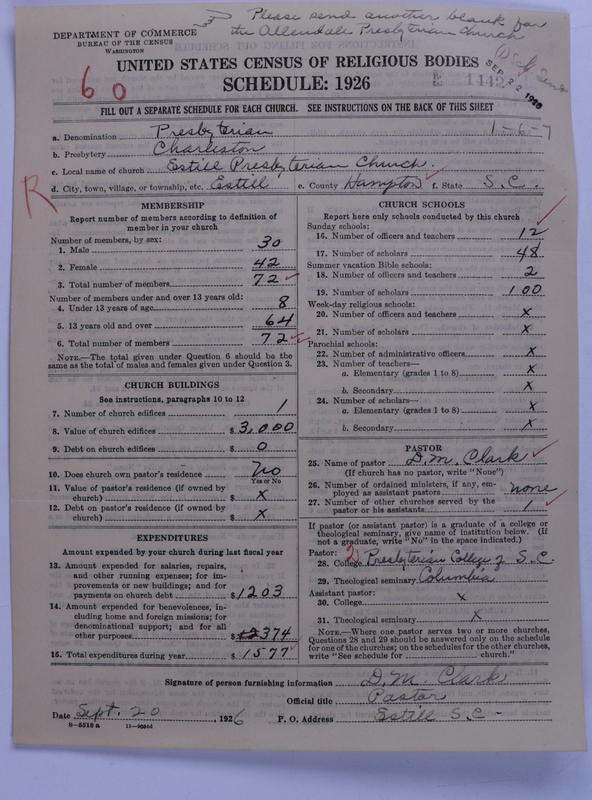 Please send another blank for
the Allendale Presbyterian Church
DEPARTMENT OF COMMERCE
BUREAU OF THE CENSUS
WASHINGTON
SEP 22 1926
1142
60
UNITED STATES CENSUS OF RELIGIOUS BODIES
SCHEDULE: 1926
FILL OUT A SEPARATE SCHEDULE FOR EACH CHURCH. SEE INSTRUCTIONS ON THE BACK OF THIS SHEET
1-6-7
a. Denomination Presbyterian
b. Presbytery Charleston
c. Local name of church Estill Presbyterian Church.
d. City, town, village, or township, etc. Estill e. County Hampton f. State S.C.
R
MEMBERSHIP
Report number of members according to definition of
member in your church
Number of members, by sex:
1. Male 30
2. Female 42
3. Total number of members 72
Number of members under and over 13 years old:
4. Under 13 years of age 8
5. 13 years old and over 64
6. Total number of members 72
NOTE.—The total given under Question 6 should be the
same as the total of males and females given under Question 3.
CHURCH BUILDINGS
See instructions, paragraphs 10 to 12
7. Number of church edifices 1
8. Value of church edifices $3,000
9. Debt on church edifices $ 0
10. Does church own pastor's residence No
Yes or No
11. Value of pastor's residence (if owned by
church) $ X
12. Debt on pastor's residence (if owned by
church) $ X
EXPENDITURES
Amount expended by your church during last fiscal year
13. Amount expended for salaries, repairs,
and other running expenses; for im-
provements or new buildings; and for
payments on church debt $1203
14. Amount expended for benevolences, in-
cluding home and foreign missions; for
denominational support; and for all
other purposes $ 374
15. Total expenditures during year $ 1577
CHURCH SCHOOLS
Report here only schools conducted by this church
Sunday schools:
16. Number of officers and teachers 12
17. Number of scholars 48
Summer vacation Bible schools:
18. Number of officers and teachers 2
19. Number of scholars 100
Week-day religious schools:
20. Number of officers and teachers X
21. Number of scholars X
Parochial schools:
22. Number of administrative officers X
23. Number of teachers—
a. Elementary (grades 1 to 8) X
b. Secondary X
24. Number of scholars—
a. Elementary (grades 1 to 8) X
b. Secondary X
PASTOR
25. Name of pastor D.M. Clark
(If church has no pastor, write "None")
26. Number of ordained ministers, if any, em-
ployed as assistant pastors none
27. Number of other churches served by the
pastor or his assistants 1
If pastor (or assistant pastor) is a graduate of a college or
theological seminary, give name of institution below. (If
not a graduate, write "No" in the space indicated.)
Pastor:
28. College Presbyterian College of S.C.
29. Theological seminary Columbia
Assistant pastor:
30. College X
31. Theological seminary X
NOTE.—Where one pastor serves two or more churches,
Questions 28 and 29 should be answered only on the schedule
for one of the churches; on the schedules for the other churches,
write "See schedule for church."
Signature of person furnishing information D.M. Clark
Official title Pastor
Date Sept. 20, 1926 P. O. Address Estill S.C.
8-5518a